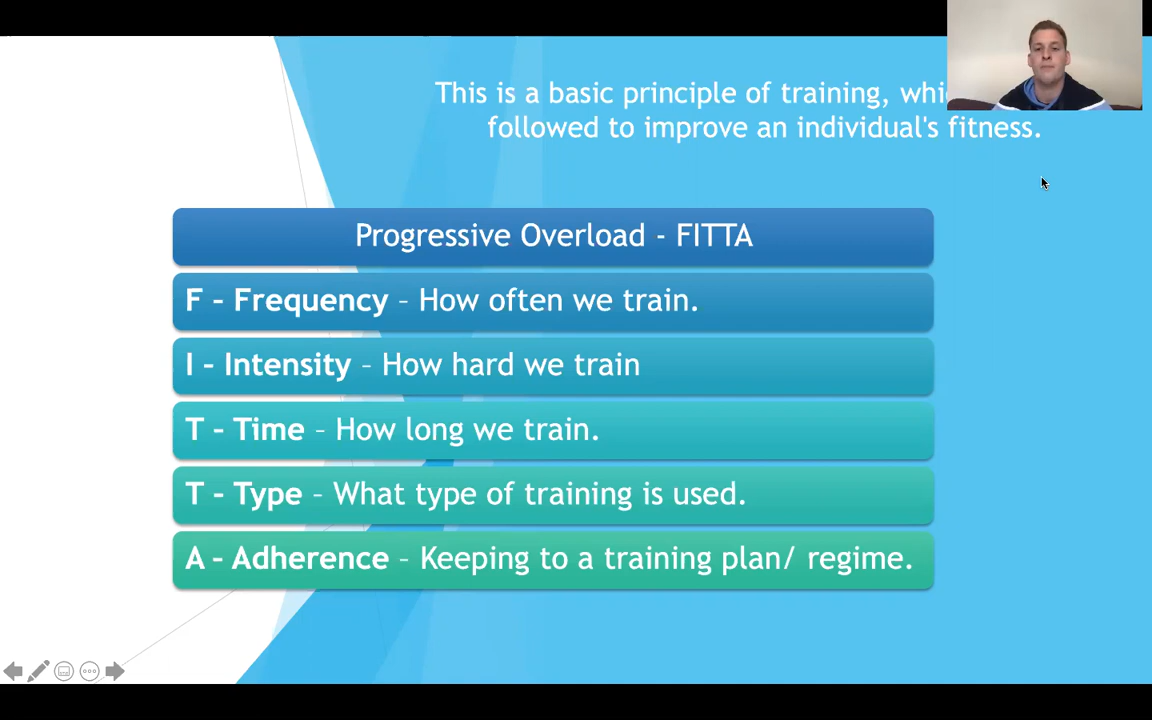 This is a basic principle of training,
followed to improve an individual's fitness.
Progressive Overload - FITTA
F - Frequency – How often we train.
I - Intensity – How hard we train
T - Time – How long we train.
T - Type – What type of training is used.
A - Adherence – Keeping to a training plan/ regime.